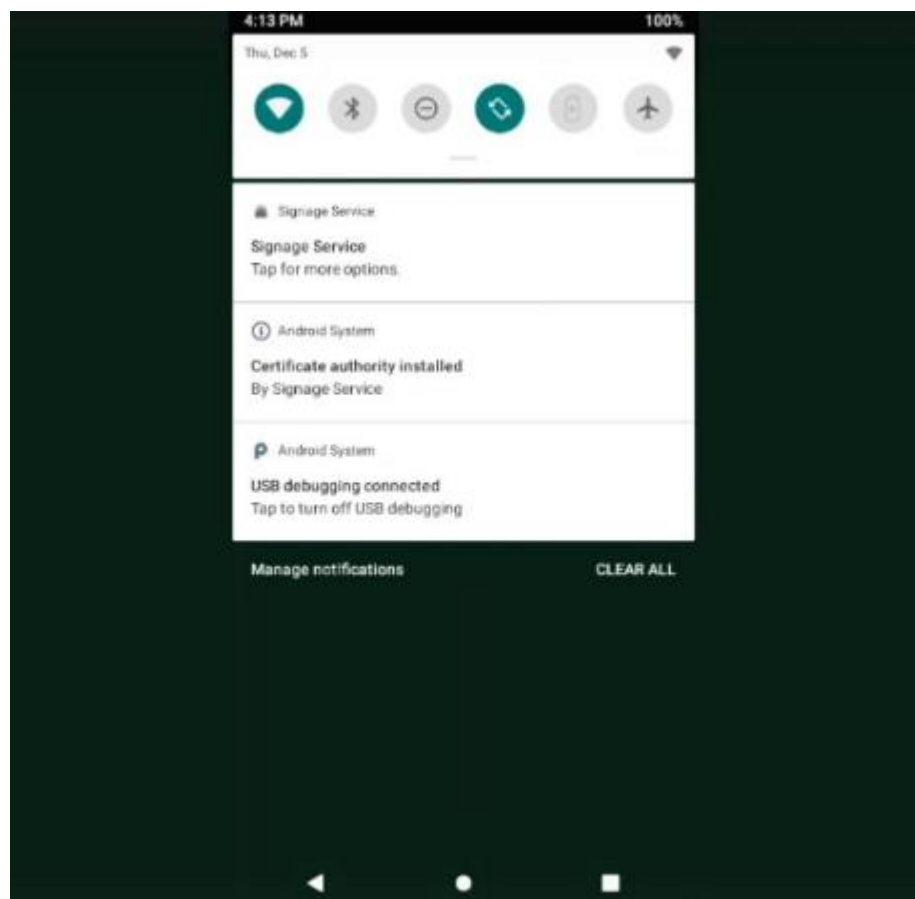 4:13 PM 100%
Thu, Dec 5
Signage Service
Signage Service
Tap for more options.
Android System
Certificate authority installed
By Signage Service
Android System
USB debugging connected
Tap to turn off USB debugging
Manage notifications CLEAR ALL